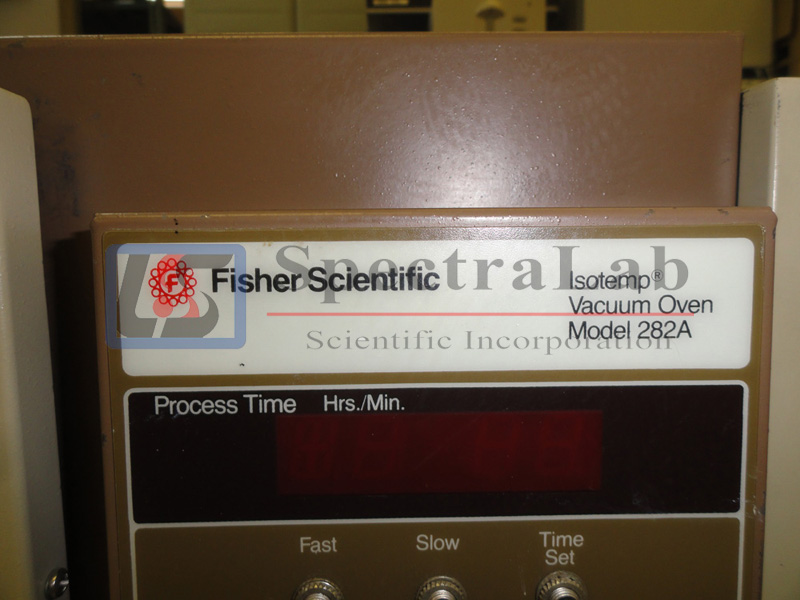 SpectraLab
Scientific Incorporation
F
Fisher Scientific
Isotemp®
Vacuum Oven
Model 282A
Process Time Hrs./Min.
Fast Slow Time
Set